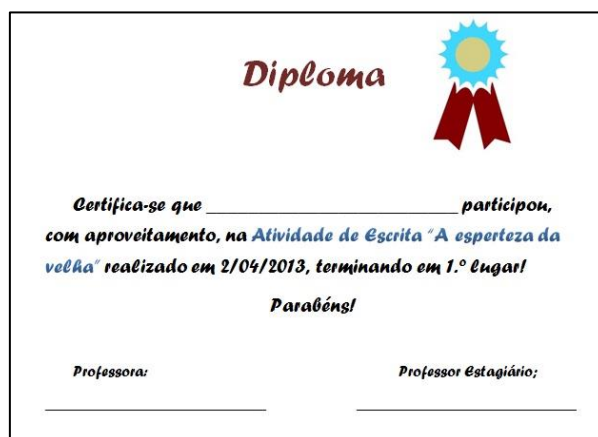 Diploma
Certifica-se que ___________________________ participou,
com aproveitamento, na Atividade de Escrita "A esperteza da
velha" realizado em 2/04/2013, terminando em 1.º lugar!
Parabéns!
Professora: Professor Estagiário;